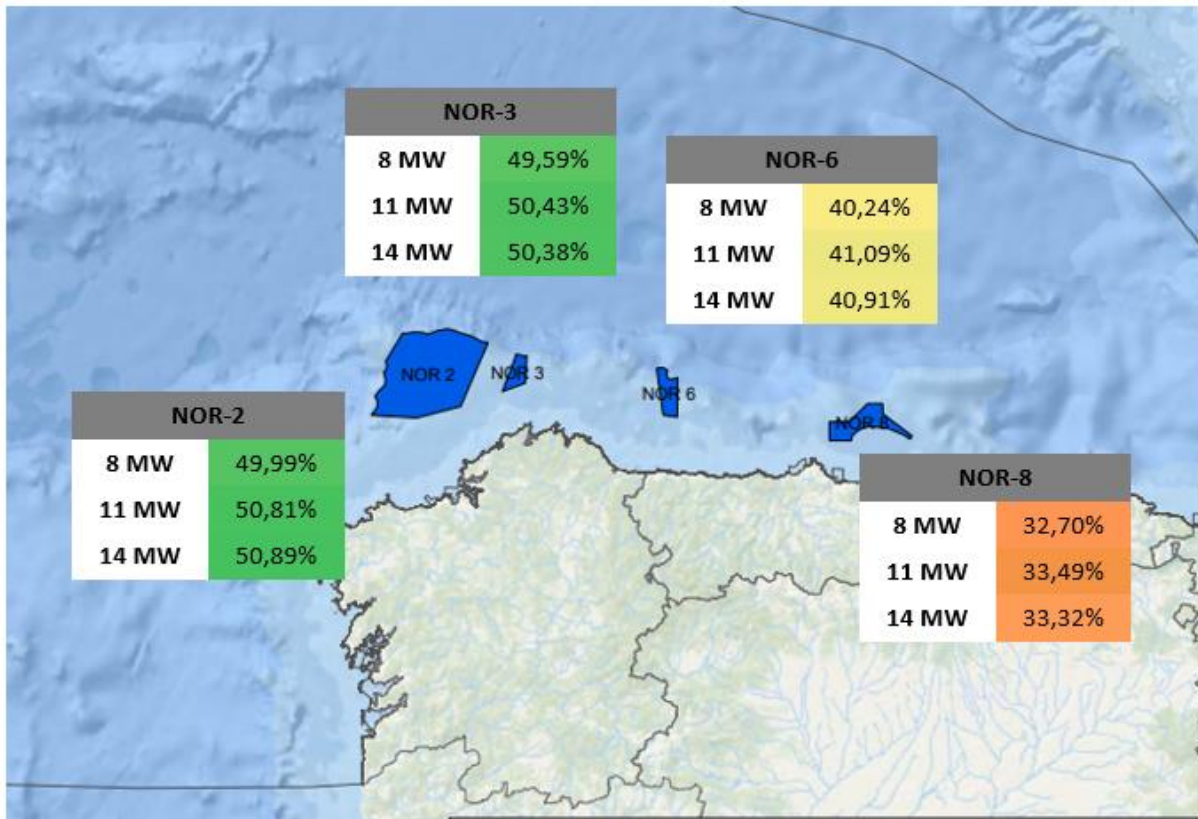 NOR-3
8 MW 49,59%
11 MW 50,43%
14 MW 50,38%
NOR-6
8 MW 40,24%
11 MW 41,09%
14 MW 40,91%
NOR 2
NOR 3
NOR 6
NOR 8
NOR-2
8 MW 49,99%
11 MW 50,81%
14 MW 50,89%
NOR-8
8 MW 32,70%
11 MW 33,49%
14 MW 33,32%